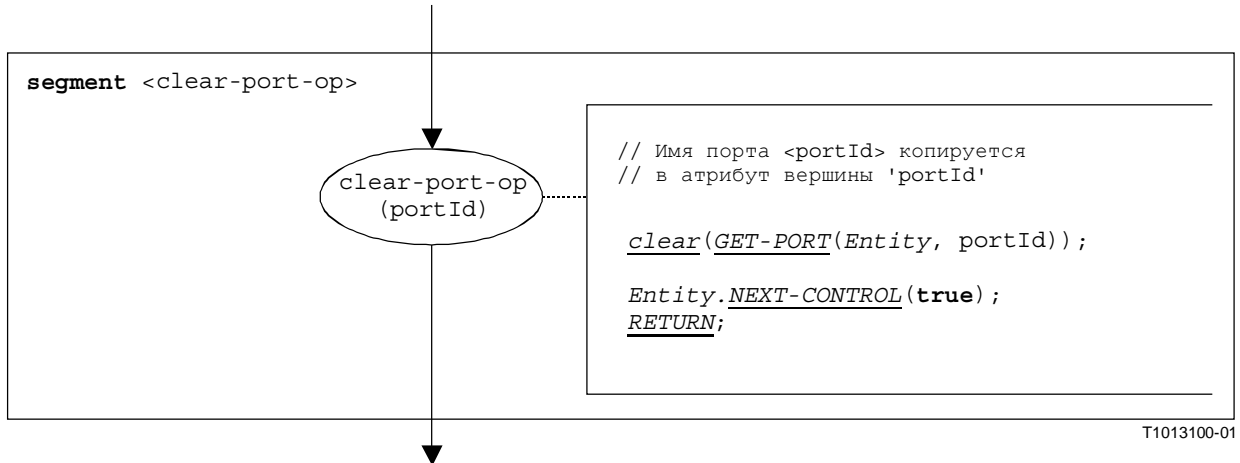 segment <clear-port-op>
clear-port-op
(portId)
// Имя порта <portId> копируется
// в атрибут вершины 'portId'
clear(GET-PORT(Entity, portId));
Entity.NEXT-CONTROL(true);
RETURN;
T1013100-01